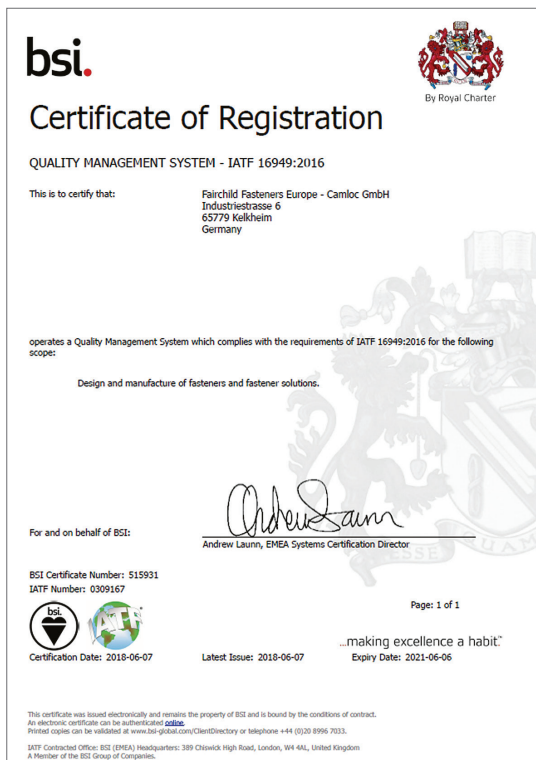 bsi.
By Royal Charter
Certificate of Registration
QUALITY MANAGEMENT SYSTEM - IATF 16949:2016
This is to certify that:
Fairchild Fasteners Europe - Camloc GmbH
Industriestrasse 6
65779 Kelkheim
Germany
operates a Quality Management System which complies with the requirements of IATF 16949:2016 for the following
scope:
Design and manufacture of fasteners and fastener solutions.
For and on behalf of BSI:
Andrew Launn, EMEA Systems Certification Director
ESSE QUAM
BSI Certificate Number: 515931
IATF Number: 0309167
Page: 1 of 1
bsi.
IATF
...making excellence a habit.™
Certification Date: 2018-06-07
Latest Issue: 2018-06-07
Expiry Date: 2021-06-06
This certificate was issued electronically and remains the property of BSI and is bound by the conditions of contract.
An electronic certificate can be authenticated online.
Printed copies can be validated at www.bsi-global.com/ClientDirectory or telephone +44 (0)20 8996 7033.
IATF Contracted Office: BSI (EMEA) Headquarters: 389 Chiswick High Road, London, W4 4AL, United Kingdom
A Member of the BSI Group of Companies.